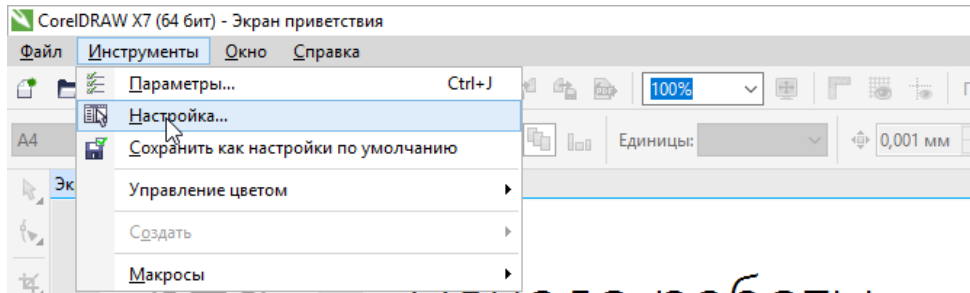 CorelDRAW X7 (64 бит) - Экран приветствия
Файл Инструменты Окно Справка
Параметры... Ctrl+J
100%
Настройка...
A4
Сохранить как настройки по умолчанию
Единицы: 0,001 мм
Эк
Управление цветом
Создать
Макросы
работы